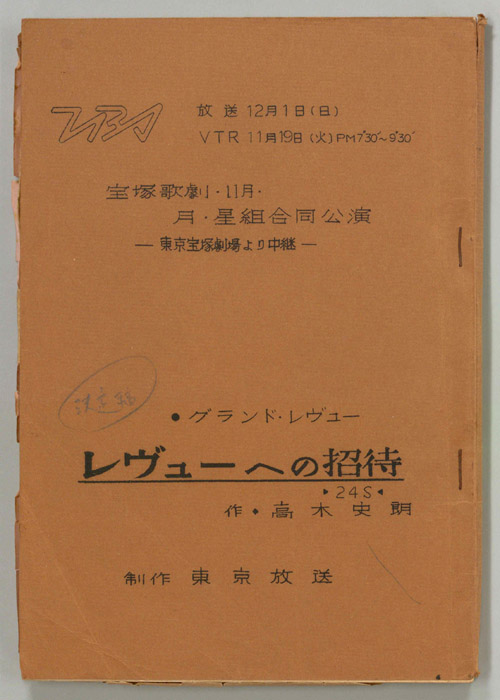 TBS
放送 12月1日(日)
VTR 11月19日(火) PM7°30′~9°30′
宝塚歌劇・11月・
月・星組合同公演
― 東京宝塚劇場より中継 ―
決定稿
• グランド・レヴュー
レヴューへの招待
▸24S◂
作・高木史朗
制作 東京放送